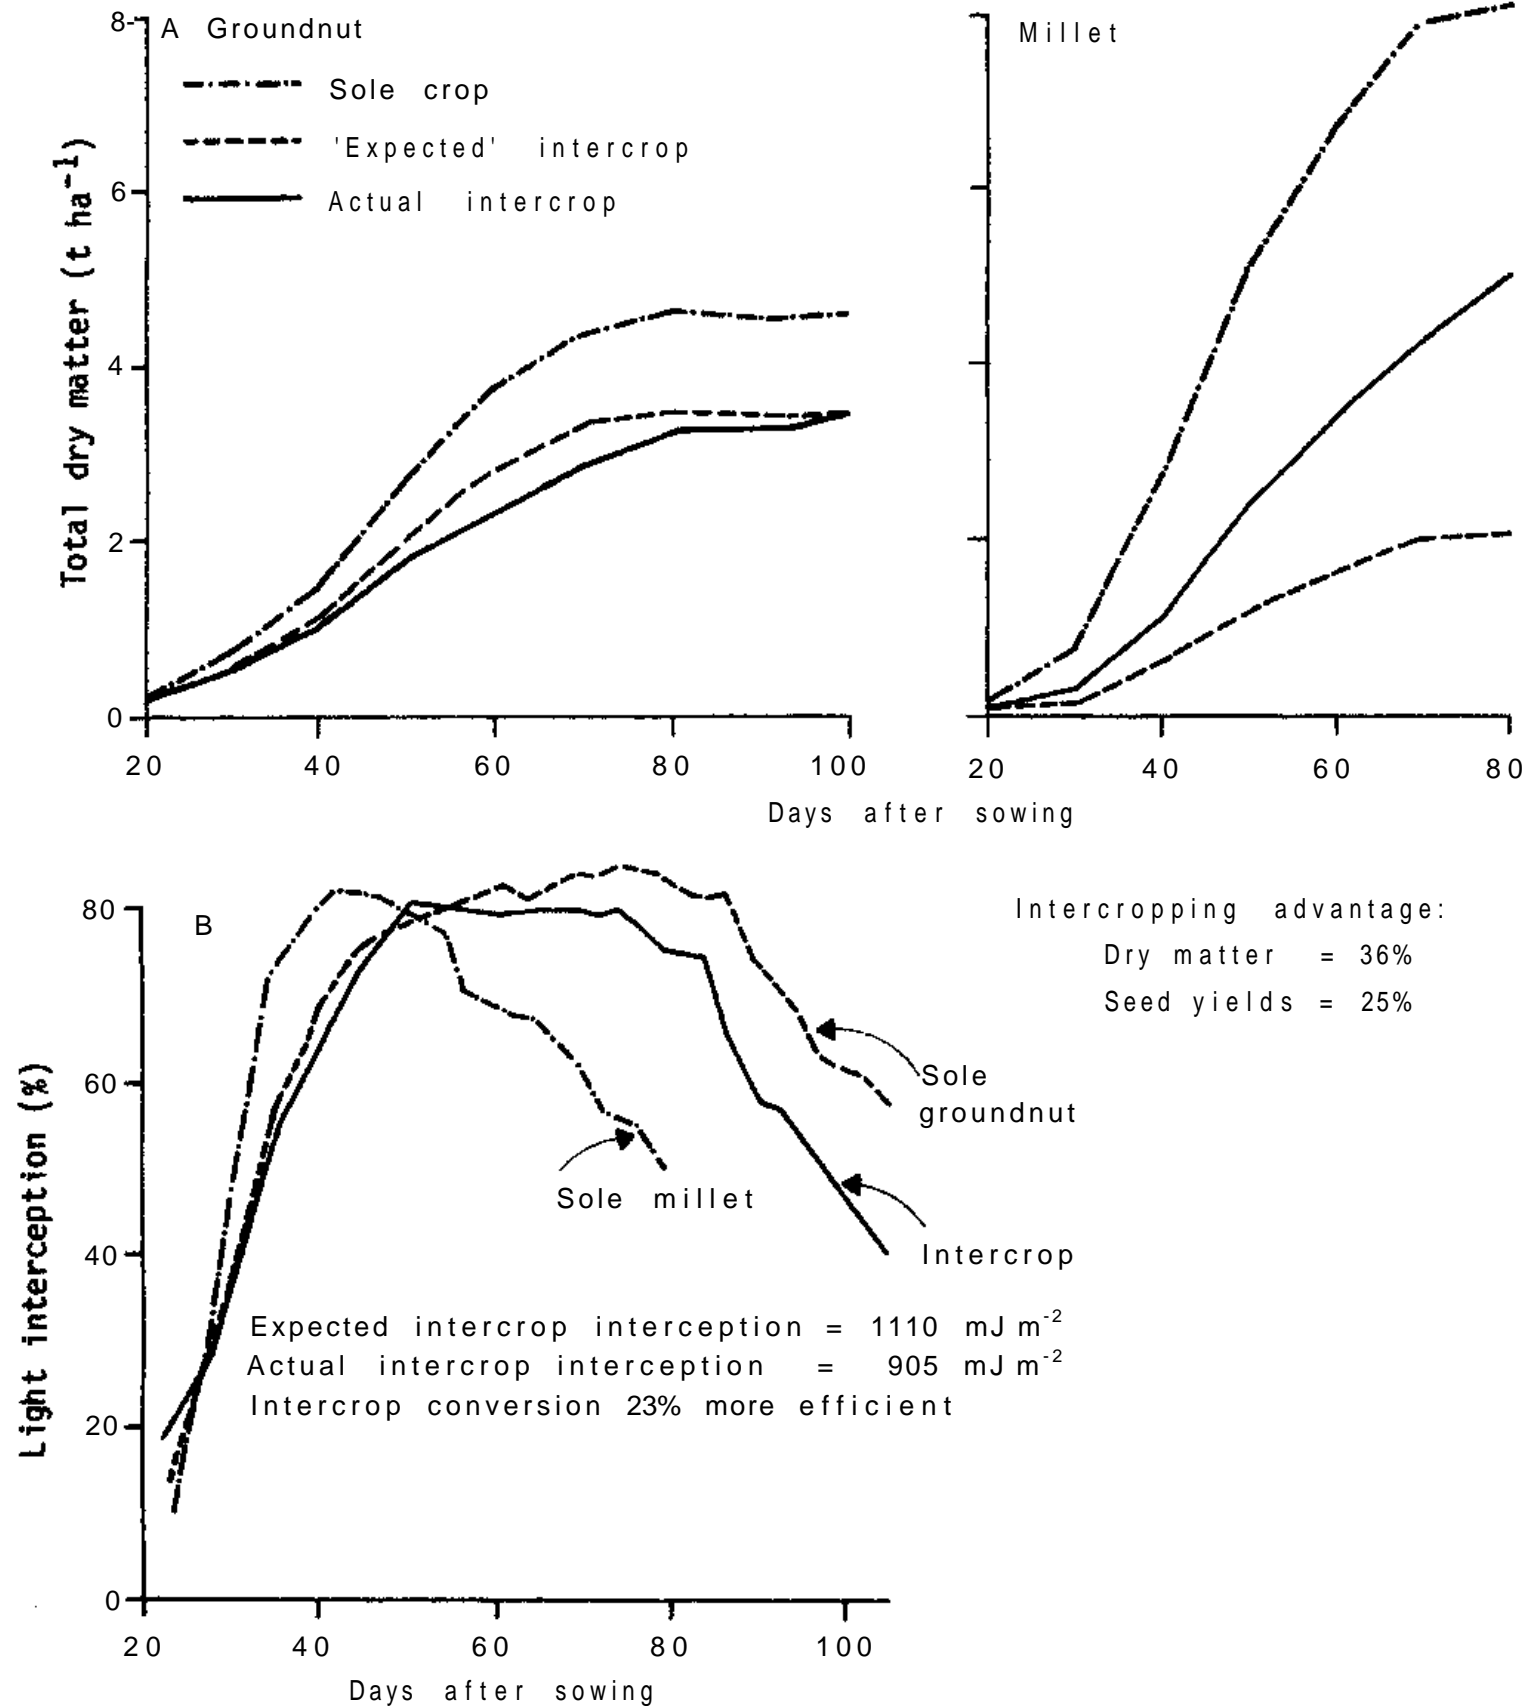 A Groundnut
Millet
Sole crop
'Expected' intercrop
Actual intercrop
Total dry matter (t ha⁻¹)
8
6
4
2
0
20 40 60 80 100
20 40 60 80
Days after sowing
B
Intercropping advantage:
Dry matter = 36%
Seed yields = 25%
Light interception (%)
80
60
40
20
0
Sole
groundnut
Sole millet
Intercrop
Expected intercrop interception = 1110 mJ m⁻²
Actual intercrop interception = 905 mJ m⁻²
Intercrop conversion 23% more efficient
20 40 60 80 100
Days after sowing